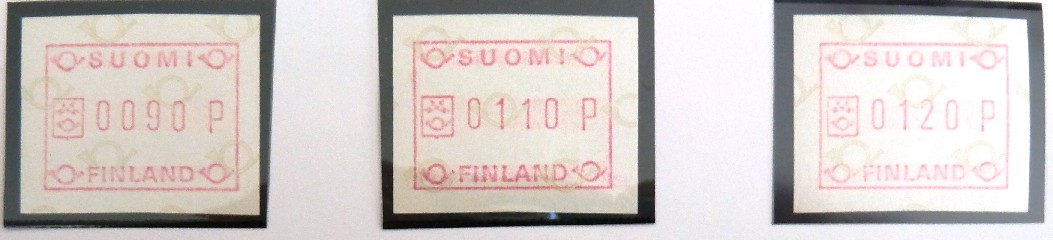 SUOMI
0090 P
FINLAND
SUOMI
0110 P
FINLAND
SUOMI
0120 P
FINLAND